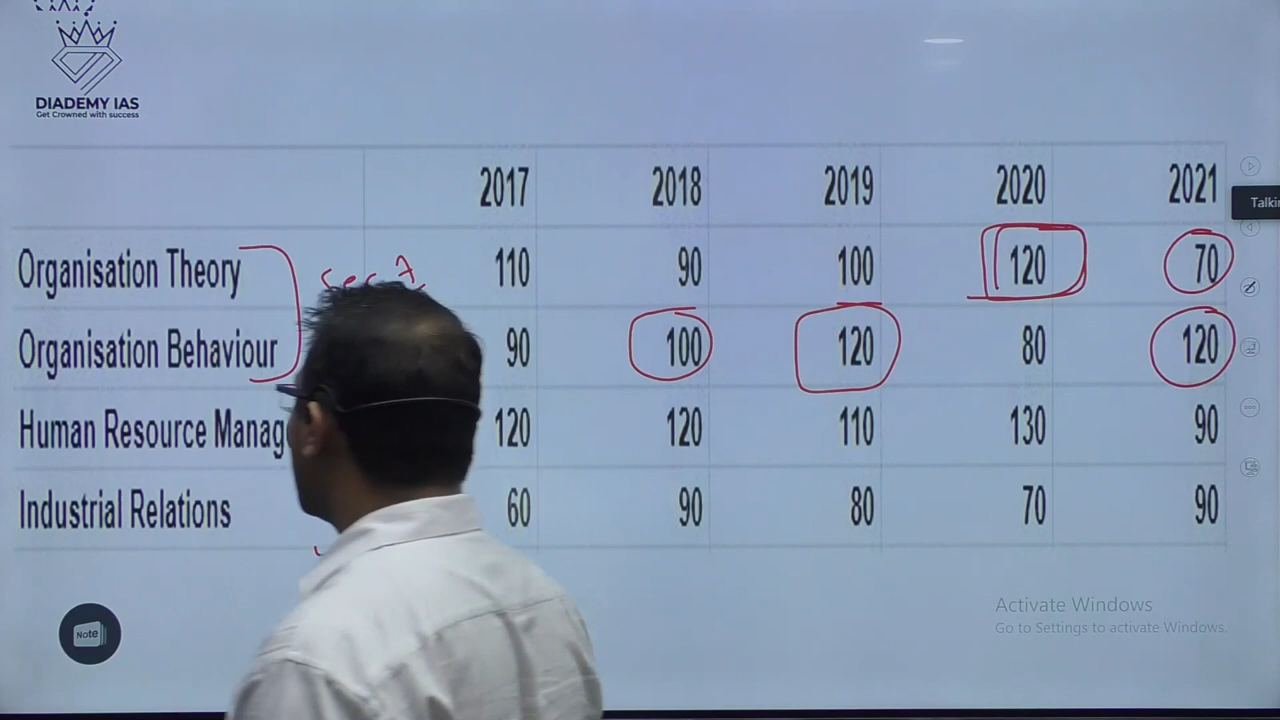 DIADEMY IAS
Get Crowned with success
2017 2018 2019 2020 2021
Organisation Theory 110 90 100 120 70
Organisation Behaviour 90 100 120 80 120
Human Resource Manag 120 120 110 130 90
Industrial Relations 60 90 80 70 90
Talkin
Note
Activate Windows
Go to Settings to activate Windows.